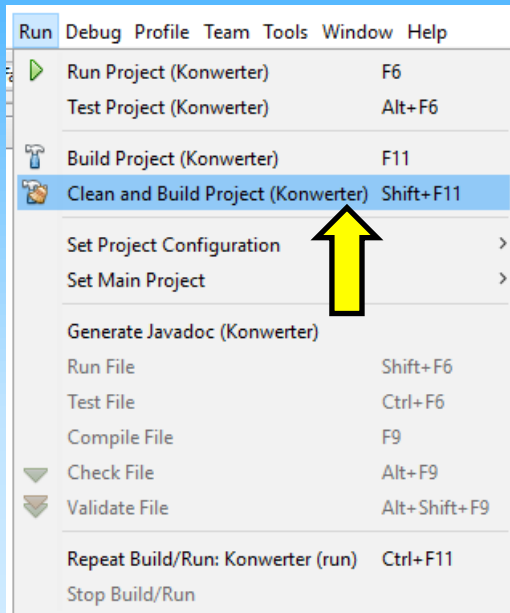 Run Debug Profile Team Tools Window Help
Run Project (Konwerter) F6
Test Project (Konwerter) Alt+F6
Build Project (Konwerter) F11
Clean and Build Project (Konwerter) Shift+F11
Set Project Configuration
Set Main Project
Generate Javadoc (Konwerter)
Run File Shift+F6
Test File Ctrl+F6
Compile File F9
Check File Alt+F9
Validate File Alt+Shift+F9
Repeat Build/Run: Konwerter (run) Ctrl+F11
Stop Build/Run